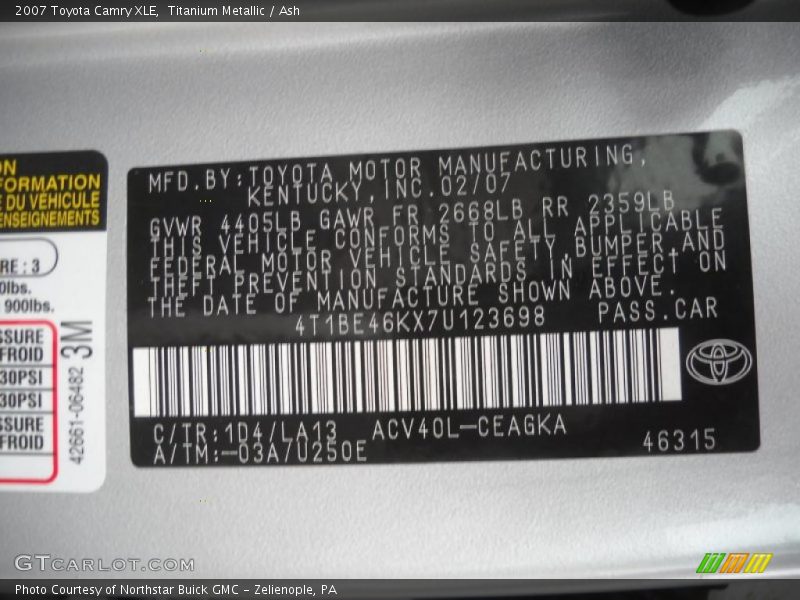 2007 Toyota Camry XLE, Titanium Metallic / Ash
ON
FORMATION
DU VÉHICULE
ENSEIGNEMENTS
RE : 3
0lbs.
900lbs.
SSURE
FROID
30PSI
30PSI
SSURE
FROID
42661-06482 3M
MFD.BY:TOYOTA MOTOR MANUFACTURING,
KENTUCKY,INC.02/07
GVWR 4405LB GAWR FR 2668LB RR 2359LB
THIS VEHICLE CONFORMS TO ALL APPLICABLE
FEDERAL MOTOR VEHICLE SAFETY,BUMPER,AND
THEFT PREVENTION STANDARDS IN EFFECT ON
THE DATE OF MANUFACTURE SHOWN ABOVE.
4T1BE46KX7U123698 PASS.CAR
C/TR:1D4/LA13 ACV40L-CEAGKA
A/TM:-03A/U250E 46315
GTCARLOT.COM
Photo Courtesy of Northstar Buick GMC - Zelienople, PA